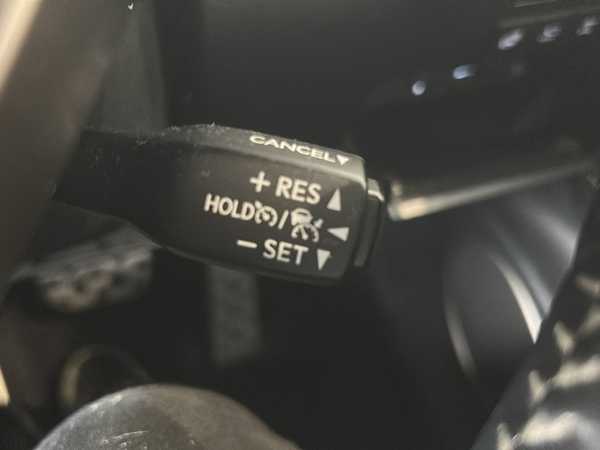 CANCEL▼
+ RES ▲
HOLD / ◀
− SET ▼